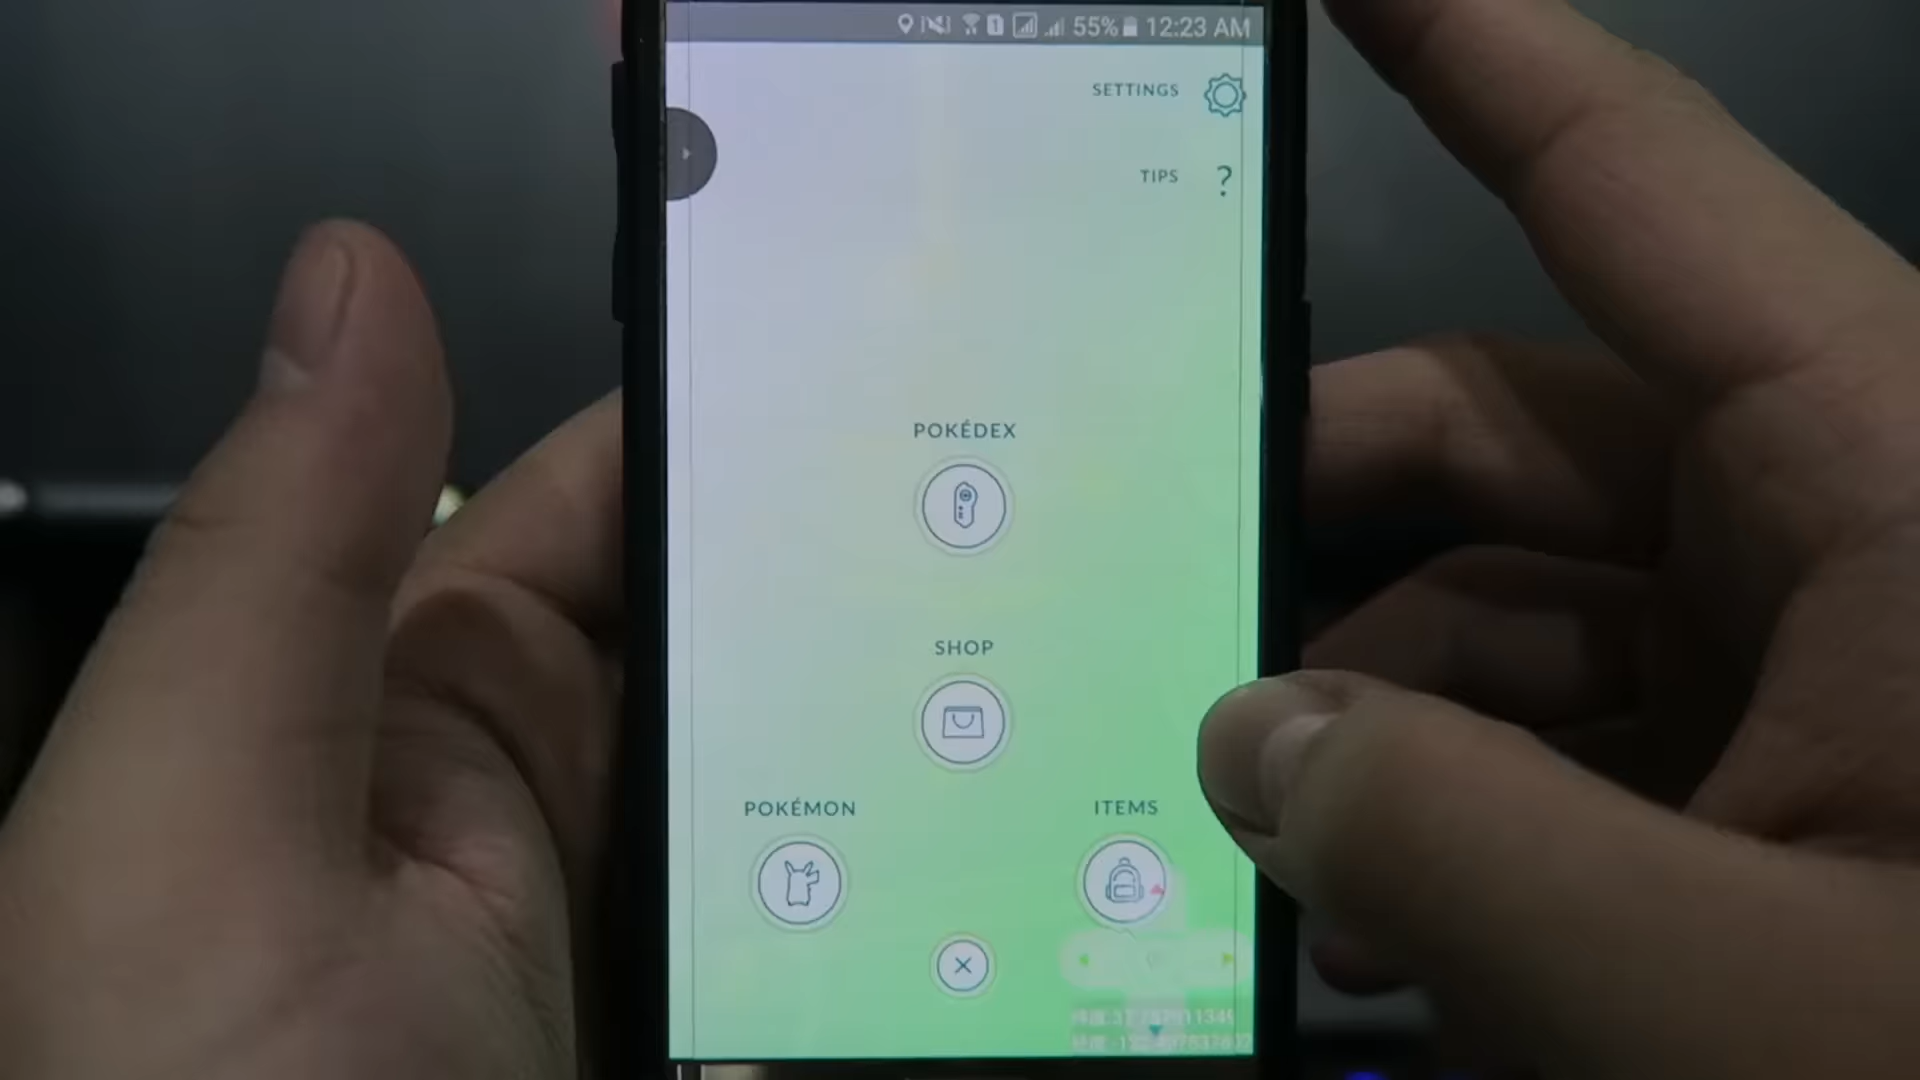 55% 12:23 AM
SETTINGS
TIPS ?
POKÉDEX
SHOP
POKÉMON
ITEMS